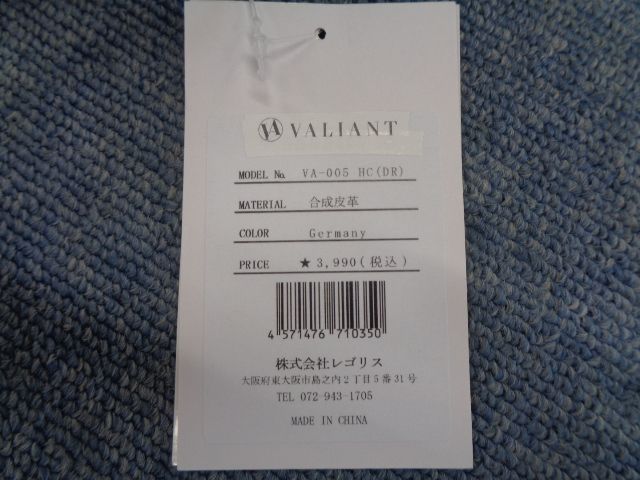 VA VALIANT
MODEL No. VA-005 HC(DR)
MATERIAL 合成皮革
COLOR Germany
PRICE ★3,990(税込)
4 571476 710350
株式会社レゴリス
大阪府東大阪市島之内2丁目5番31号
TEL 072-943-1705
MADE IN CHINA